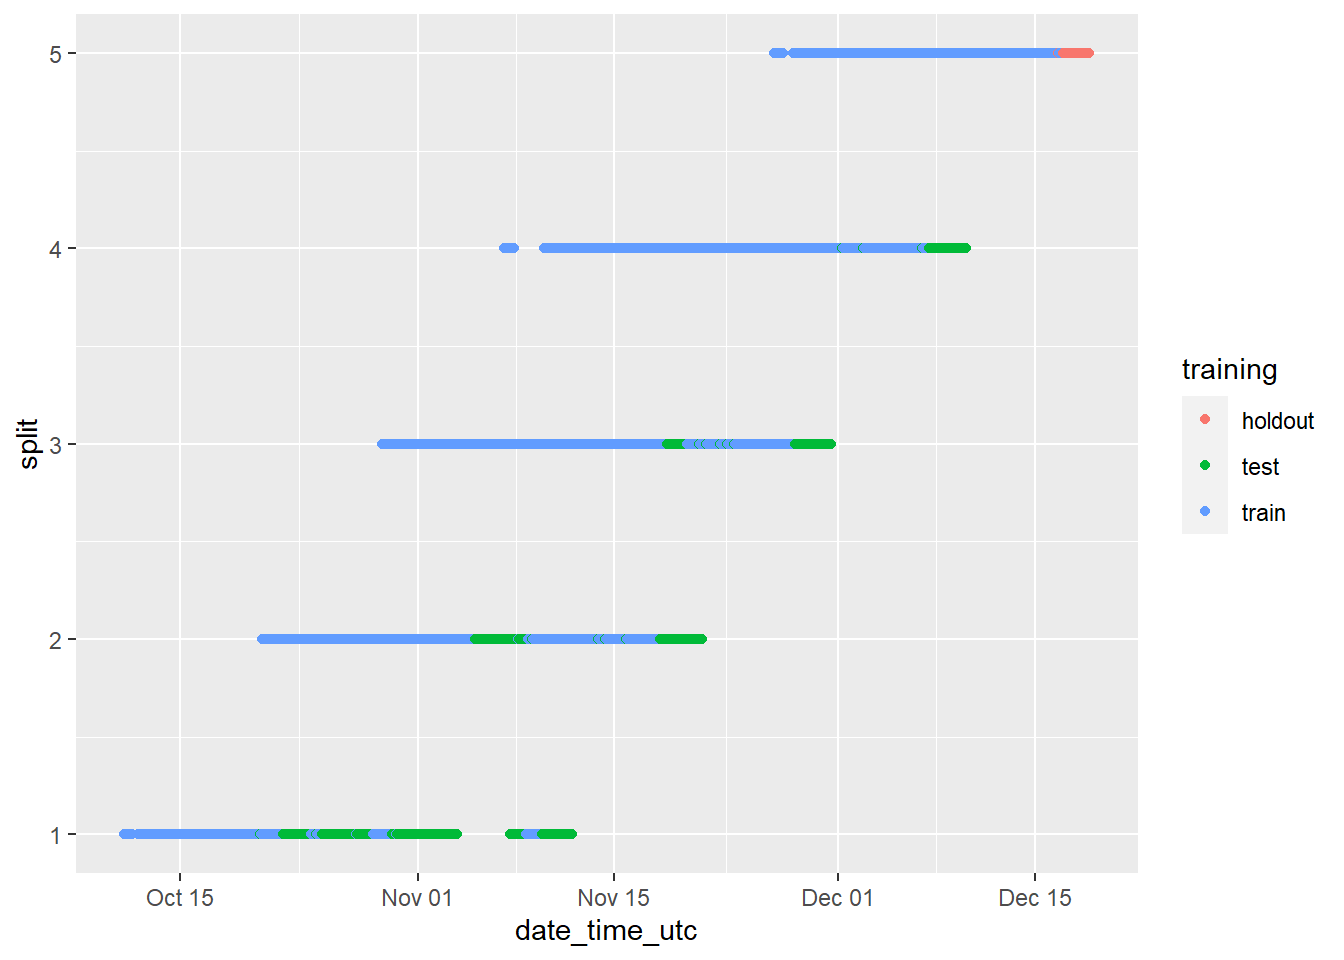 5
4
3
2
1
split
Oct 15
Nov 01
Nov 15
Dec 01
Dec 15
date_time_utc
training
holdout
test
train